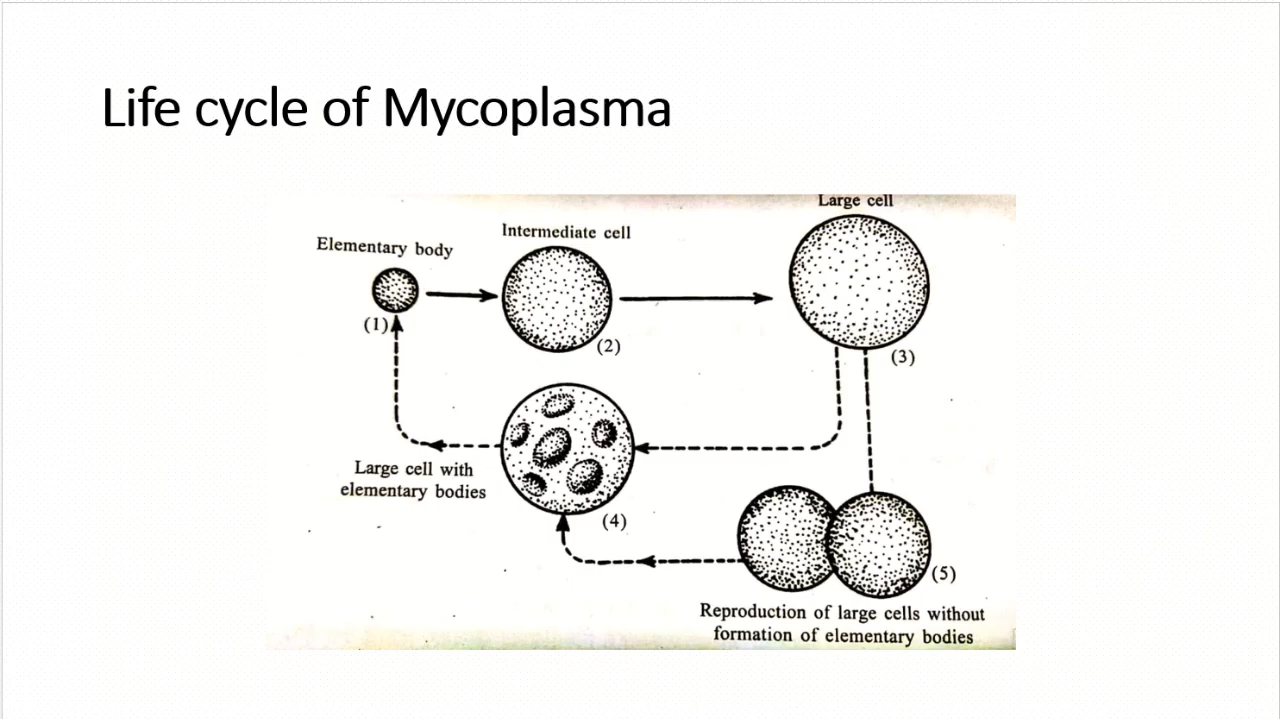 Life cycle of Mycoplasma
Large cell
Intermediate cell
Elementary body
(1)
(2)
(3)
Large cell with
elementary bodies
(4)
(5)
Reproduction of large cells without
formation of elementary bodies